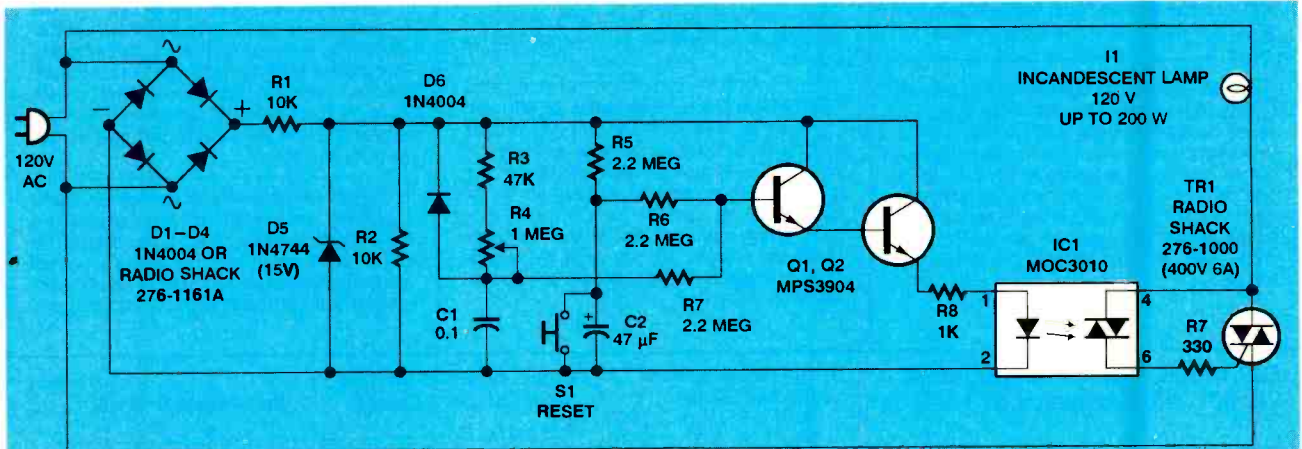 ~
−
+
~
120V
AC
D1–D4
1N4004 OR
RADIO SHACK
276-1161A
R1
10K
D5
1N4744
(15V)
R2
10K
D6
1N4004
R3
47K
R4
1 MEG
C1
0.1
S1
RESET
R5
2.2 MEG
+
C2
47 µF
R6
2.2 MEG
R7
2.2 MEG
Q1, Q2
MPS3904
R8
1K
IC1
MOC3010
1
2
4
6
R7
330
I1
INCANDESCENT LAMP
120 V
UP TO 200 W
TR1
RADIO
SHACK
276-1000
(400V 6A)